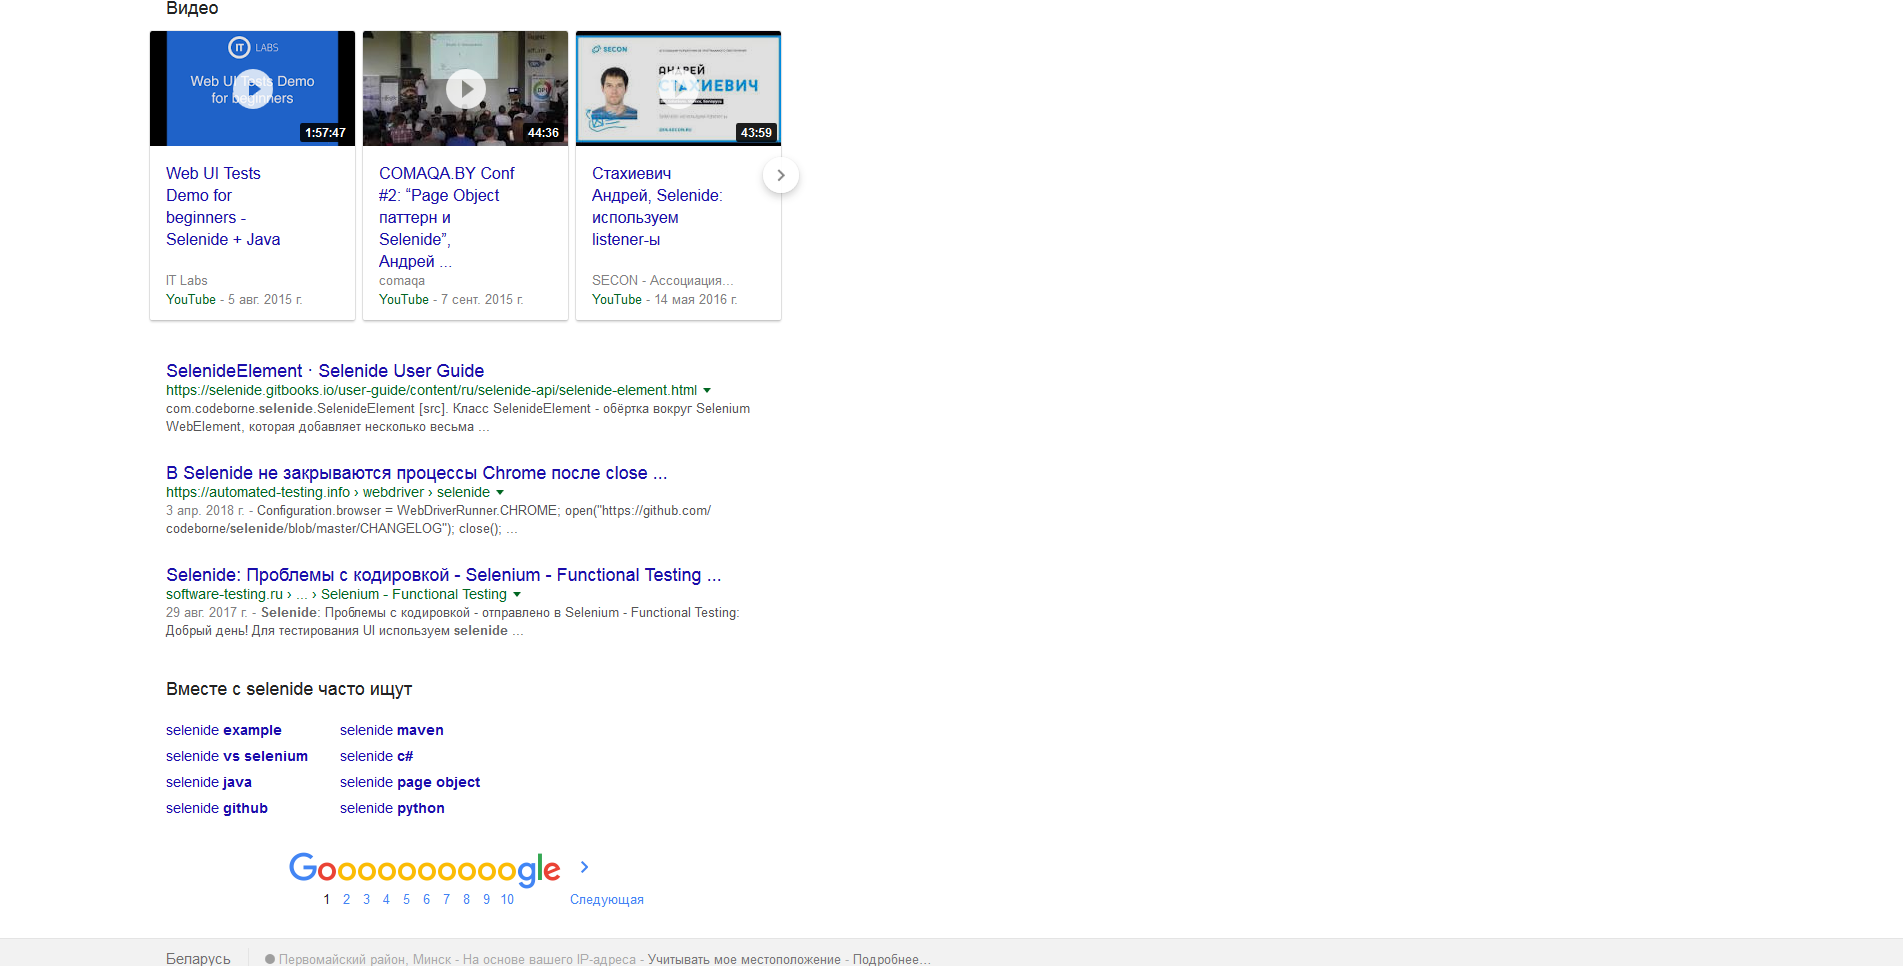 Видео
IT LABS
Web UI Tests Demo
for beginners
1:57:47
44:36
SECON
АНДРЕЙ
СТАХИЕВИЧ
43:59
Web UI Tests
Demo for
beginners -
Selenide + Java
IT Labs
YouTube - 5 авг. 2015 г.
COMAQA.BY Conf
#2: “Page Object
паттерн и
Selenide”,
Андрей ...
comaqa
YouTube - 7 сент. 2015 г.
Стахиевич
Андрей, Selenide:
используем
listener-ы
SECON - Ассоциация...
YouTube - 14 мая 2016 г.
SelenideElement · Selenide User Guide
https://selenide.gitbooks.io/user-guide/content/ru/selenide-api/selenide-element.html
com.codeborne.selenide.SelenideElement [src]. Класс SelenideElement - обёртка вокруг Selenium
WebElement, которая добавляет несколько весьма ...
В Selenide не закрываются процессы Chrome после close ...
https://automated-testing.info › webdriver › selenide
3 апр. 2018 г. - Configuration.browser = WebDriverRunner.CHROME; open("https://github.com/
codeborne/selenide/blob/master/CHANGELOG"); close(); ...
Selenide: Проблемы с кодировкой - Selenium - Functional Testing ...
software-testing.ru › ... › Selenium - Functional Testing
29 авг. 2017 г. - Selenide: Проблемы с кодировкой - отправлено в Selenium - Functional Testing:
Добрый день! Для тестирования UI используем selenide ...
Вместе с selenide часто ищут
selenide example selenide maven
selenide vs selenium selenide c#
selenide java selenide page object
selenide github selenide python
Goooooooooogle
1 2 3 4 5 6 7 8 9 10 Следующая
Беларусь Первомайский район, Минск - На основе вашего IP-адреса - Учитывать мое местоположение - Подробнее...